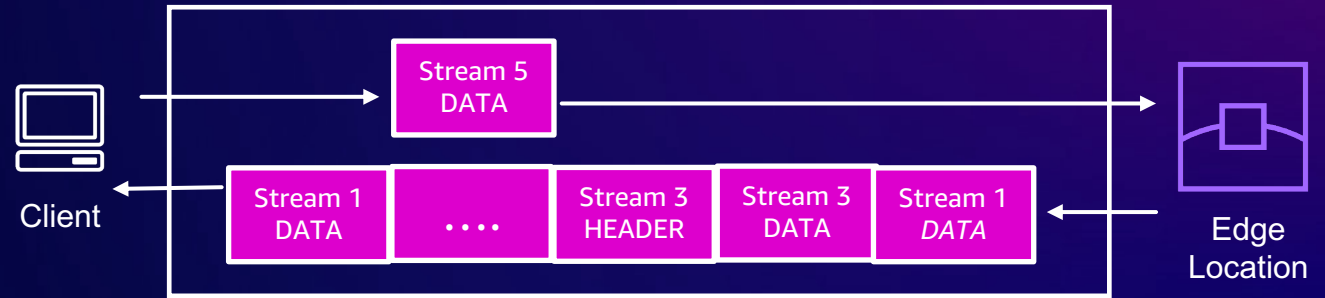 Stream 5
DATA
Client
Stream 1
DATA
....
Stream 3
HEADER
Stream 3
DATA
Stream 1
DATA
Edge
Location